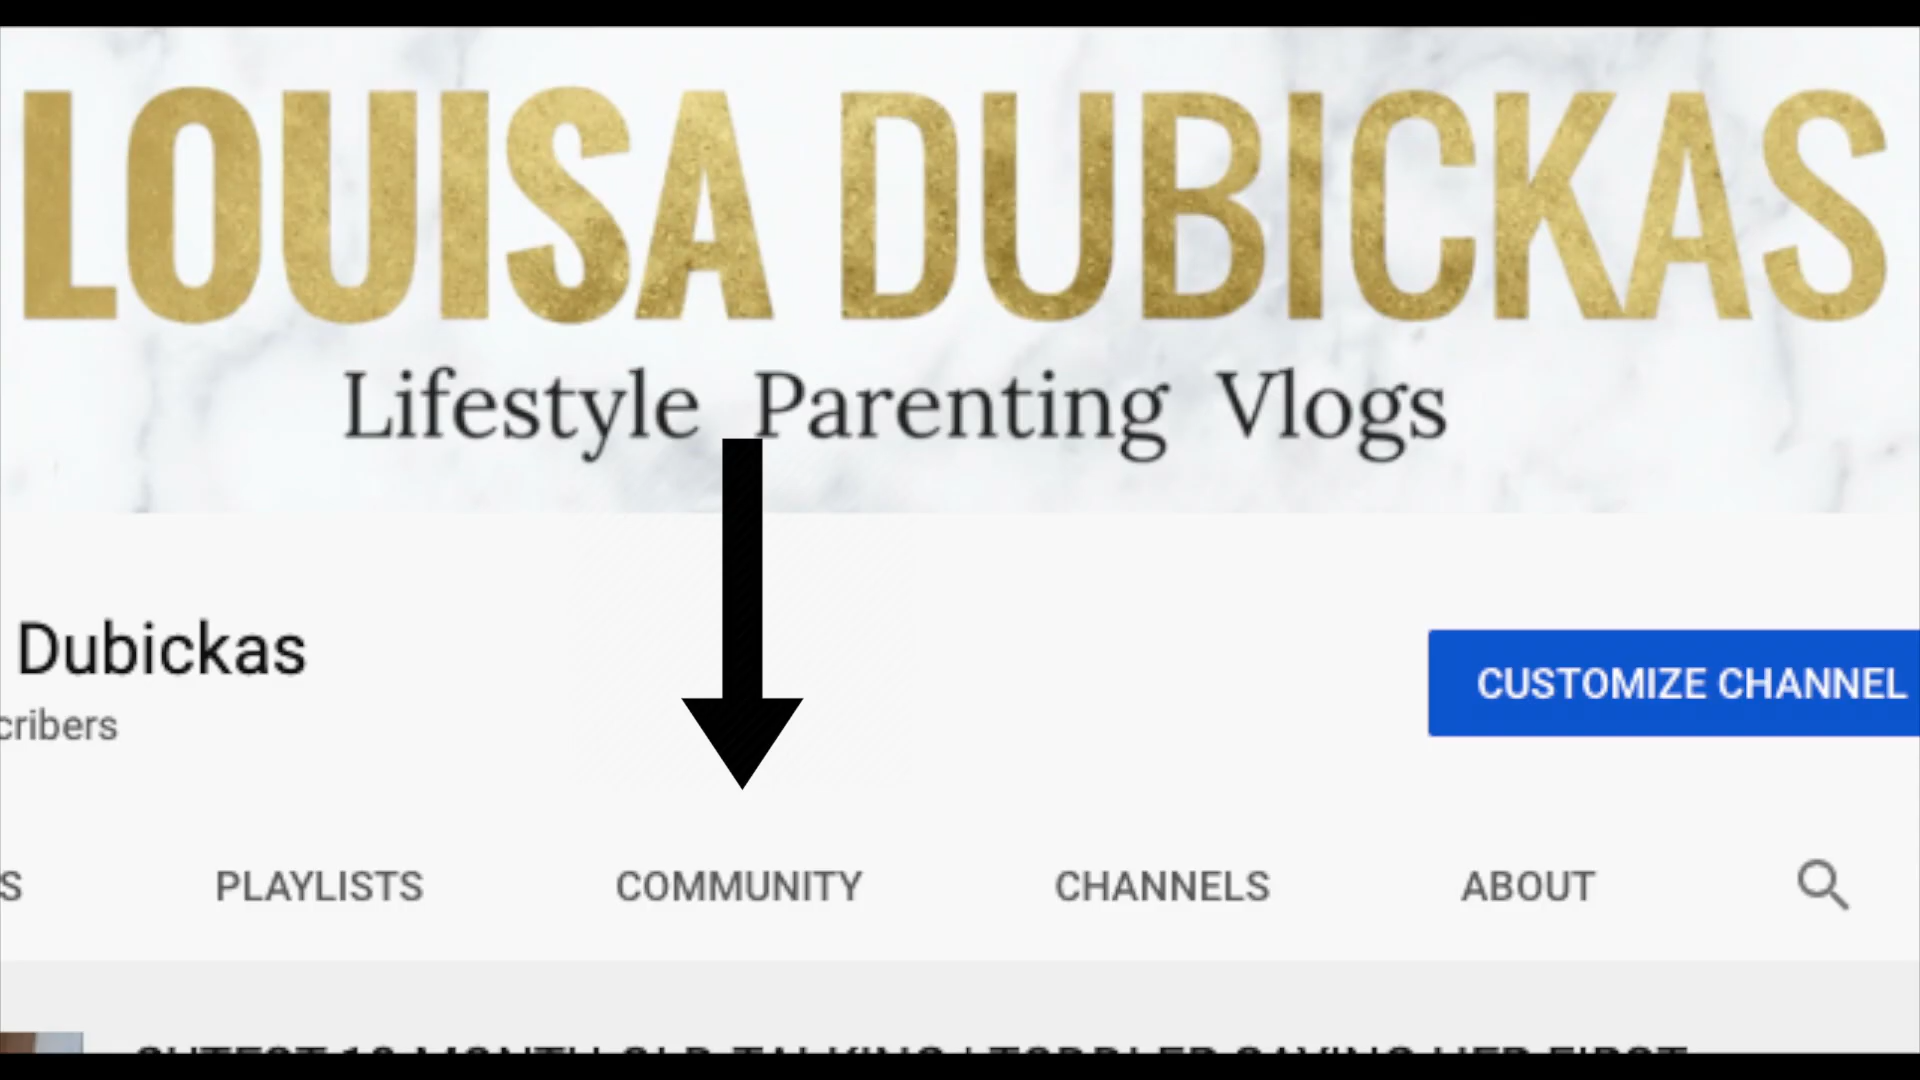 LOUISA DUBICKAS
Lifestyle Parenting Vlogs
Dubickas
cribers
CUSTOMIZE CHANNEL
S PLAYLISTS COMMUNITY CHANNELS ABOUT